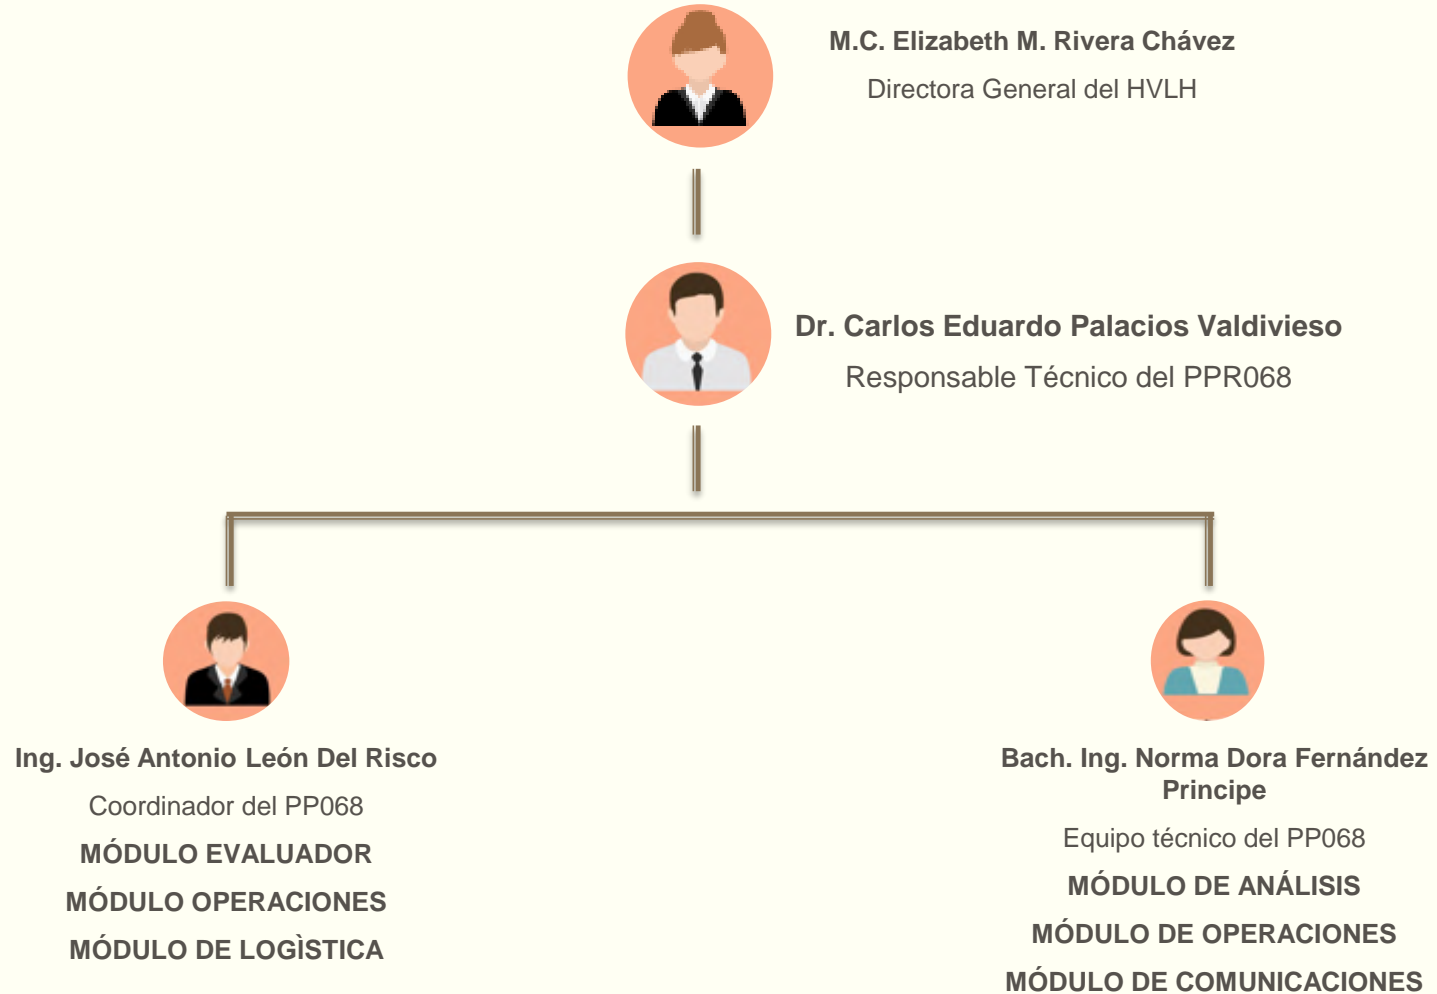 M.C. Elizabeth M. Rivera Chávez
Directora General del HVLH
Dr. Carlos Eduardo Palacios Valdivieso
Responsable Técnico del PPR068
Ing. José Antonio León Del Risco
Coordinador del PP068
MÓDULO EVALUADOR
MÓDULO OPERACIONES
MÓDULO DE LOGÌSTICA
Bach. Ing. Norma Dora Fernández
Principe
Equipo técnico del PP068
MÓDULO DE ANÁLISIS
MÓDULO DE OPERACIONES
MÓDULO DE COMUNICACIONES